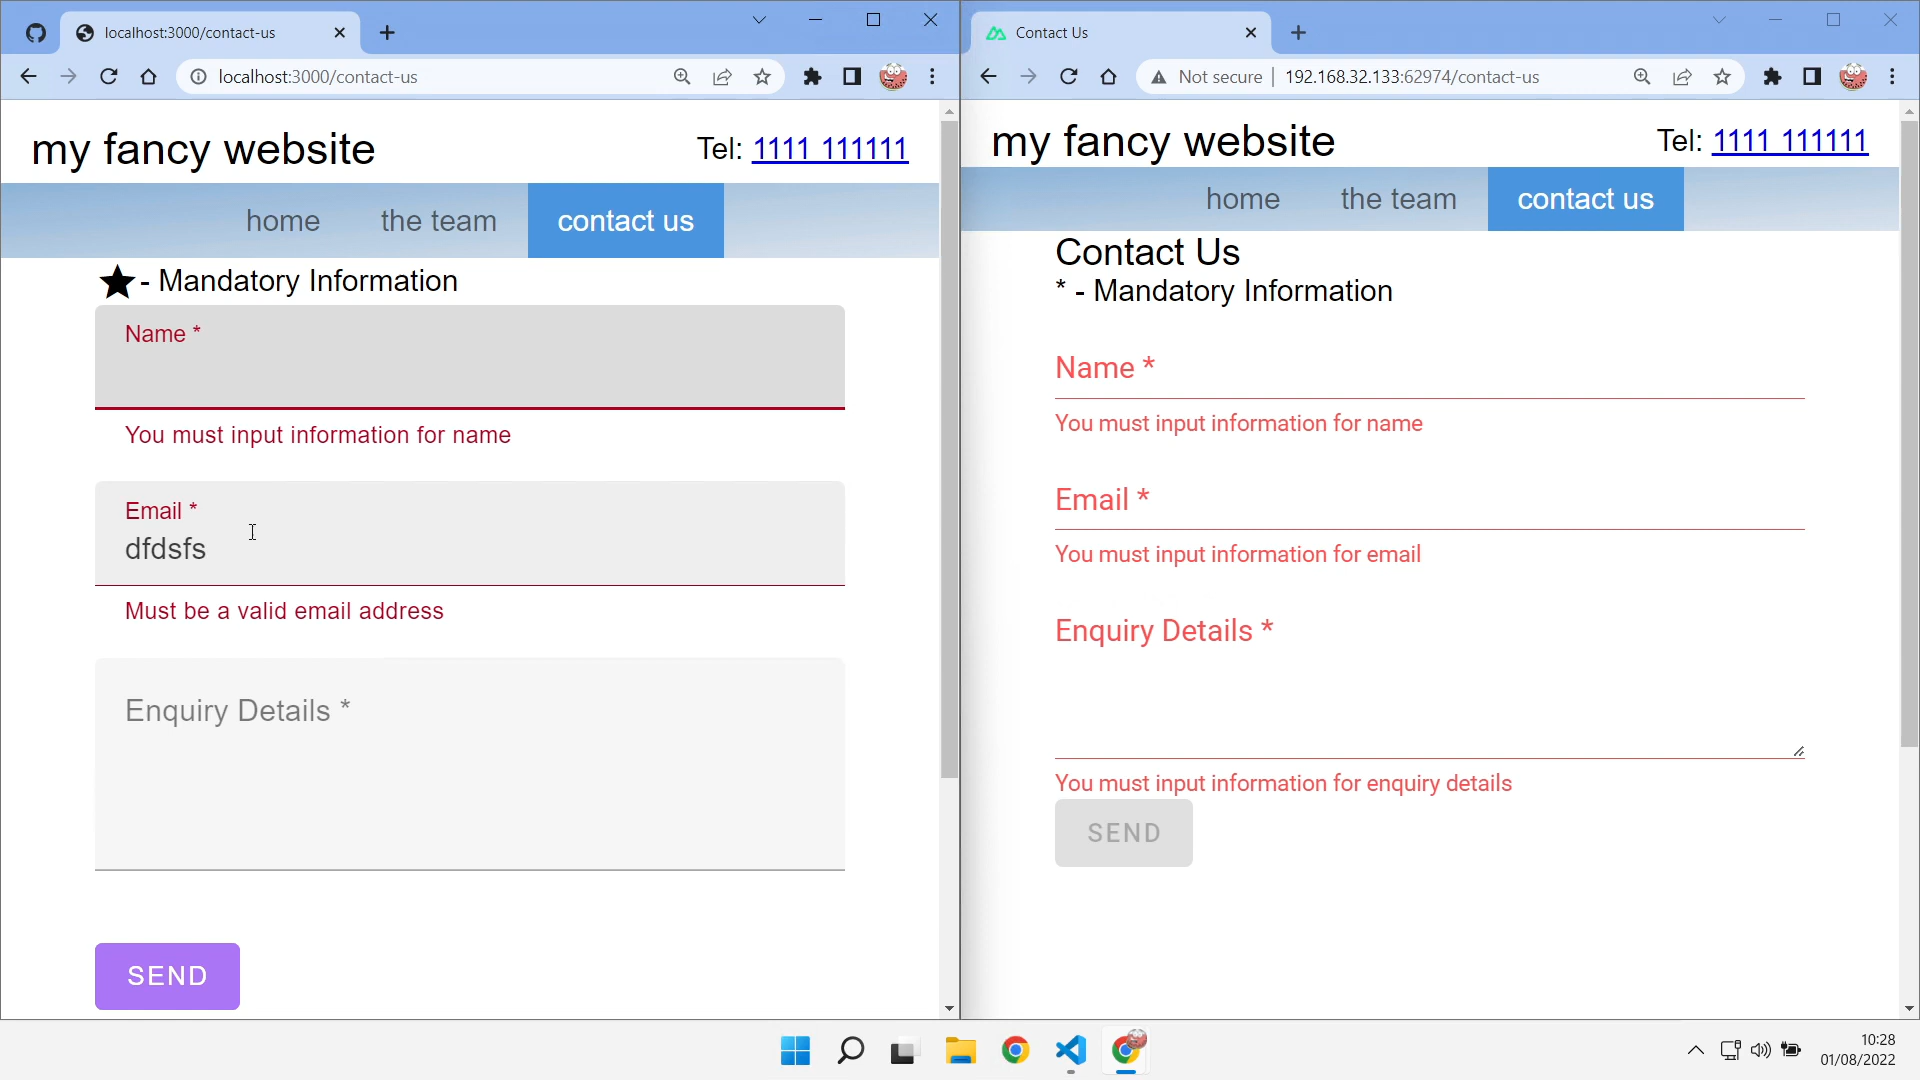 localhost:3000/contact-us
localhost:3000/contact-us
my fancy website
Tel: 1111 111111
home the team contact us
★ - Mandatory Information
Name *
You must input information for name
Email *
dfdsfs
Must be a valid email address
Enquiry Details *
SEND
Contact Us
Not secure 192.168.32.133:62974/contact-us
my fancy website
Tel: 1111 111111
home the team contact us
Contact Us
* - Mandatory Information
Name *
You must input information for name
Email *
You must input information for email
Enquiry Details *
You must input information for enquiry details
SEND
10:28
01/08/2022